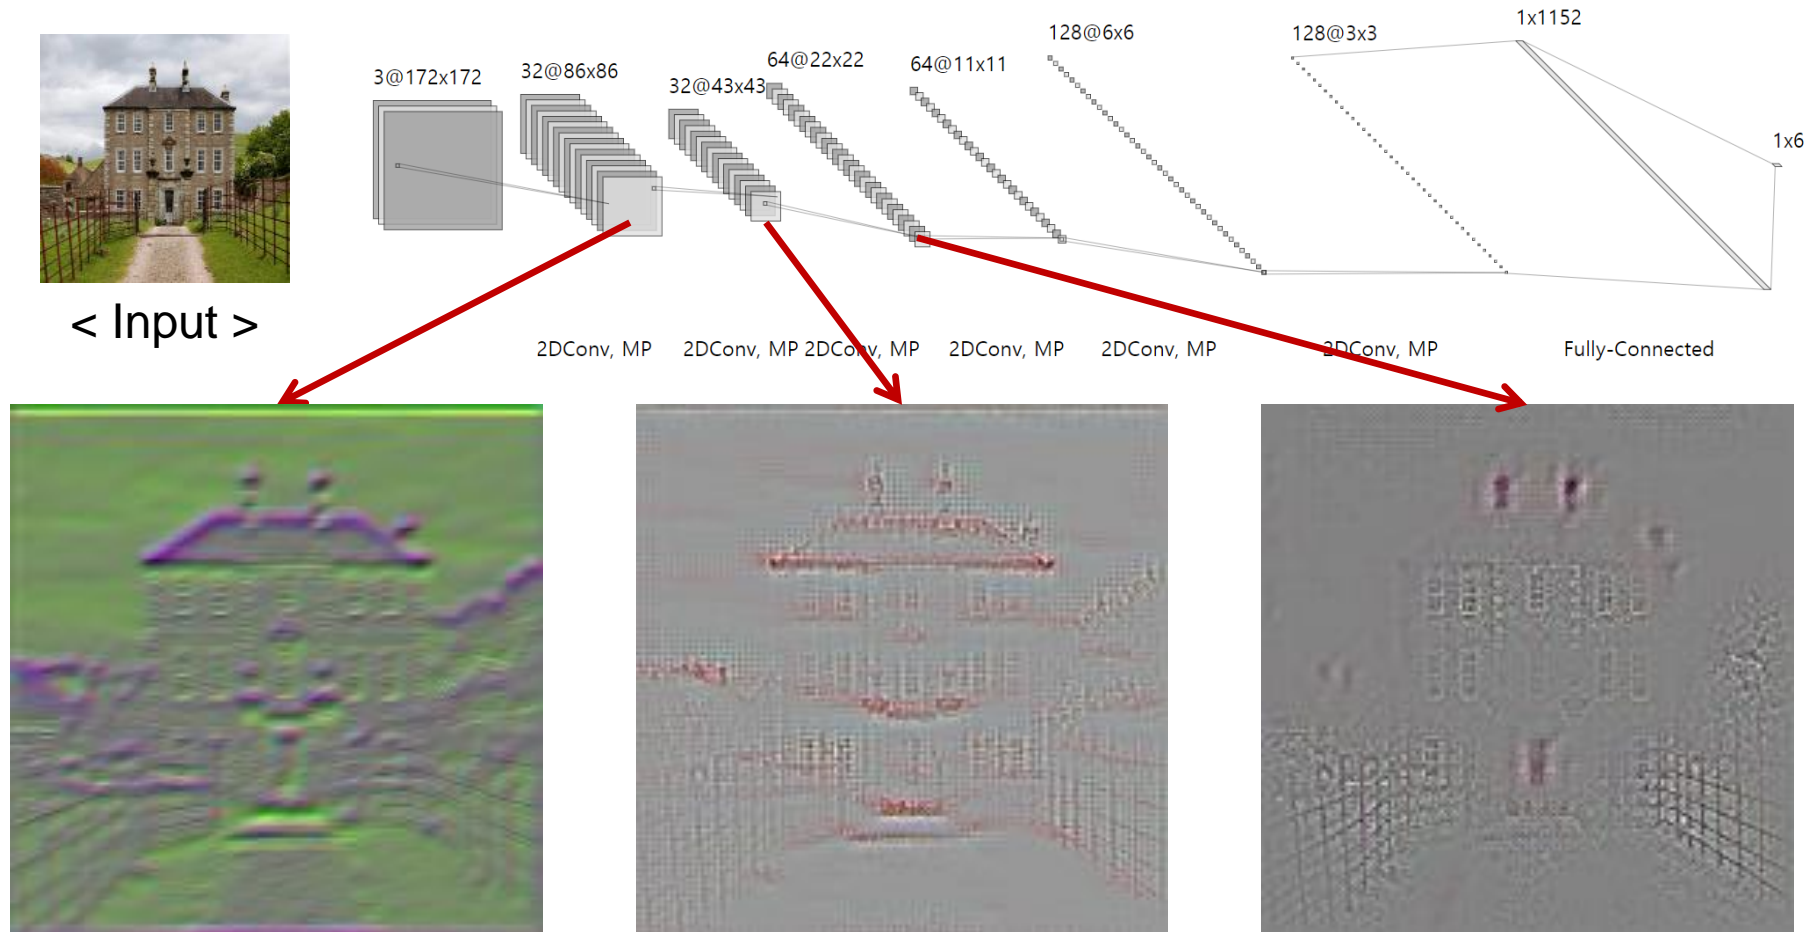 3@172x172
32@86x86
32@43x43
64@22x22
64@11x11
128@6x6
128@3x3
1x1152
1x6
< Input >
2DConv, MP
2DConv, MP
2DConv, MP
2DConv, MP
2DConv, MP
2DConv, MP
Fully-Connected